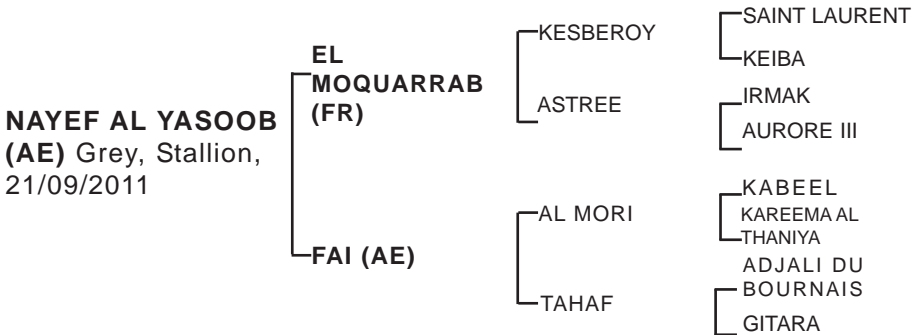 NAYEF AL YASOOB
(AE) Grey, Stallion,
21/09/2011
EL
MOQUARRAB
(FR)
FAI (AE)
KESBEROY
ASTREE
AL MORI
TAHAF
SAINT LAURENT
KEIBA
IRMAK
AURORE III
KABEEL
KAREEMA AL
THANIYA
ADJALI DU
BOURNAIS
GITARA